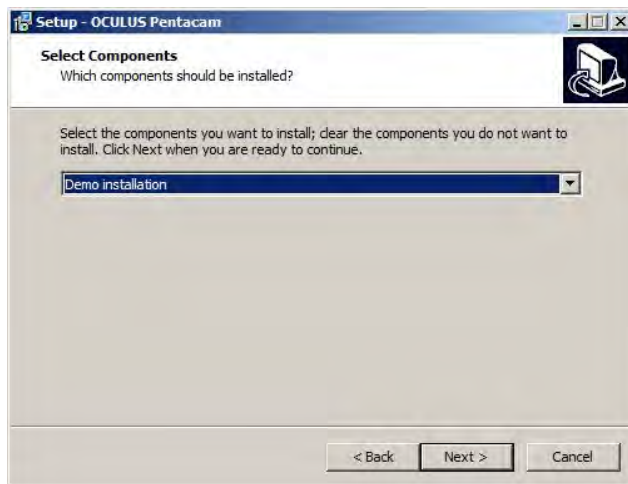 Setup - OCULUS Pentacam
Select Components
Which components should be installed?
Select the components you want to install; clear the components you do not want to
install. Click Next when you are ready to continue.
Demo installation
< Back
Next >
Cancel